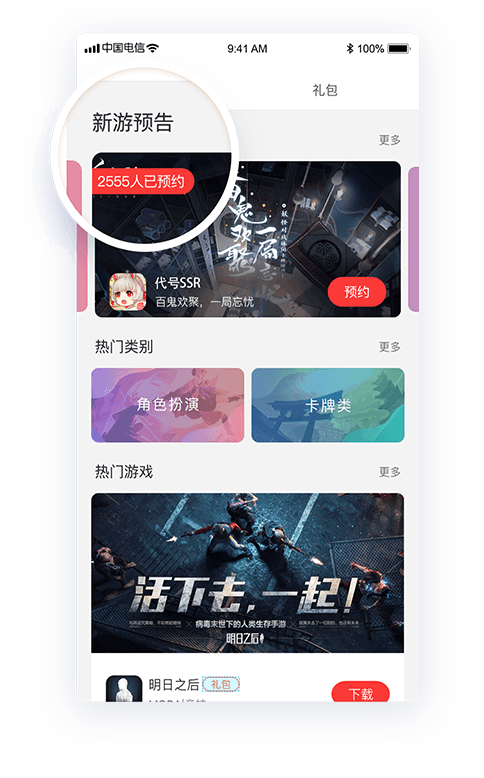 中国电信
9:41 AM
100%
礼包
新游预告
更多
2555人已预约
百鬼欢聚
一局忘忧
代号SSR
百鬼欢聚，一局忘忧
预约
热门类别
更多
角色扮演
卡牌类
热门游戏
更多
活下去,一起!
病毒末世下的人类生存手游
明日之后
明日之后
礼包
下载